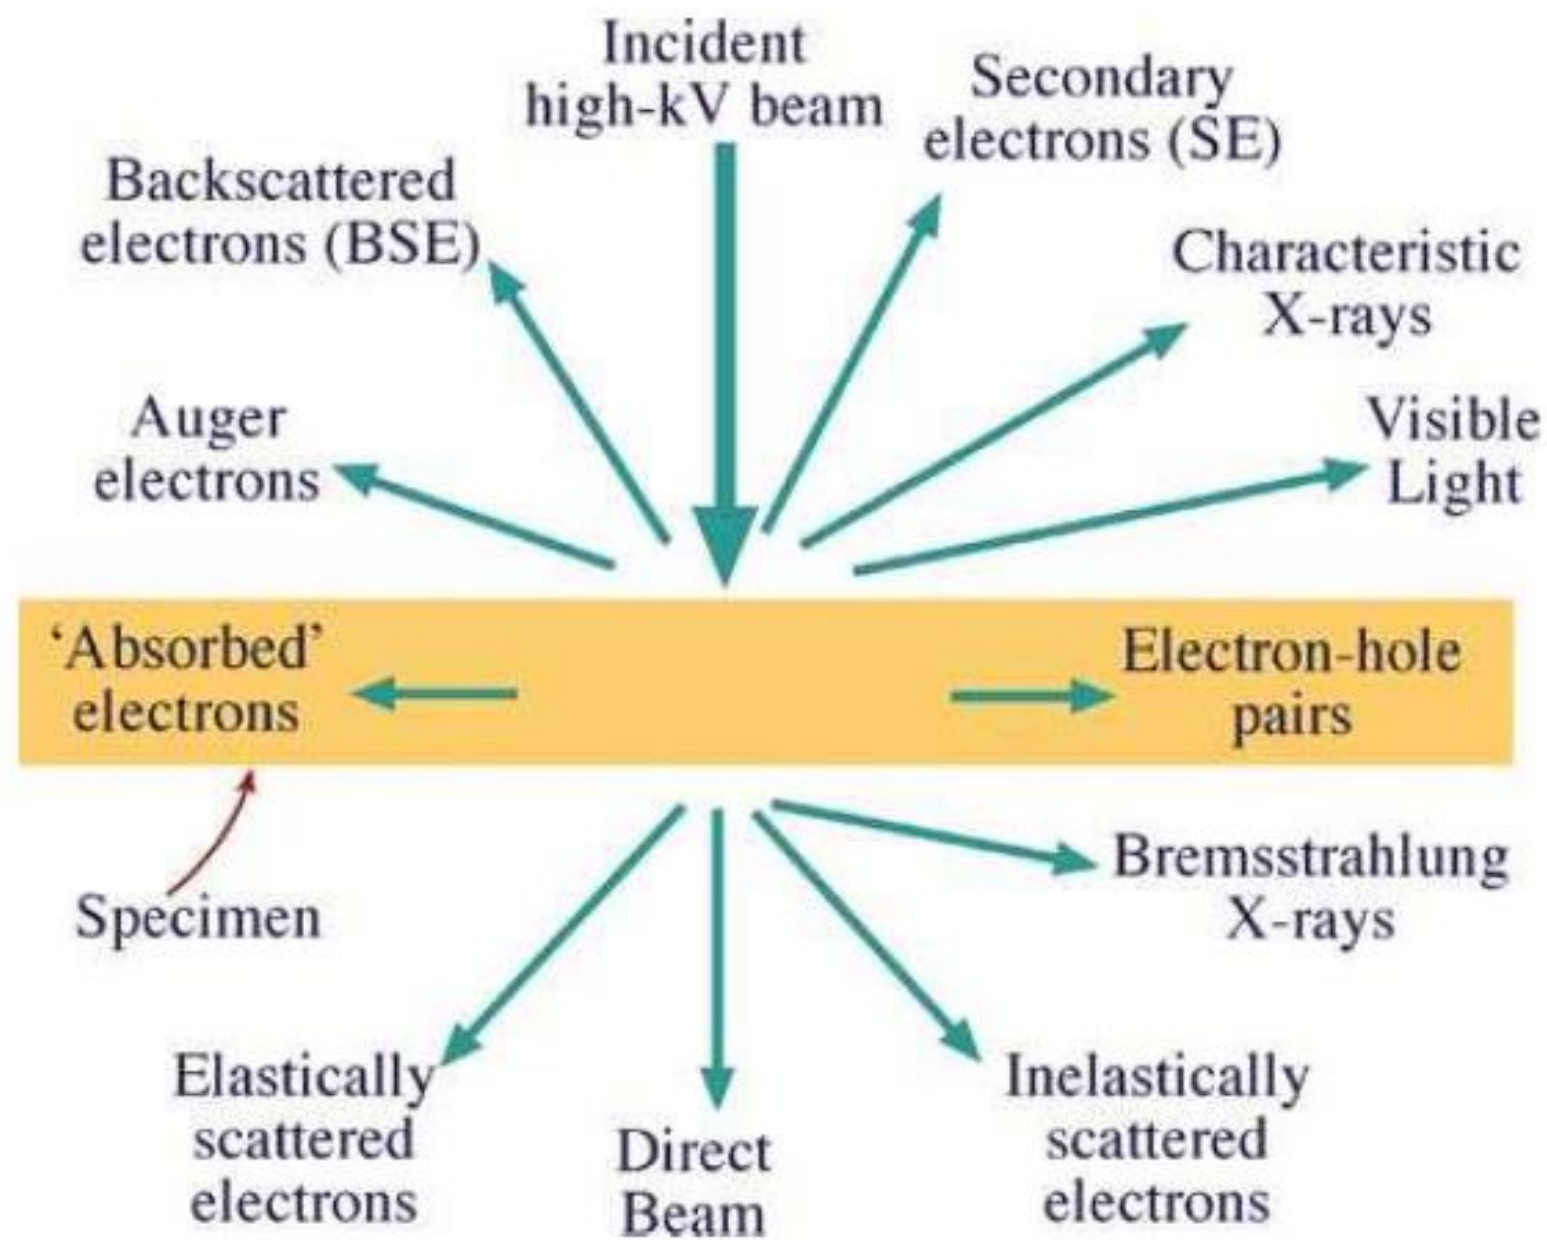 Incident
high-kV beam
Secondary
electrons (SE)
Backscattered
electrons (BSE)
Characteristic
X-rays
Auger
electrons
Visible
Light
‘Absorbed’
electrons
Electron-hole
pairs
Specimen
Bremsstrahlung
X-rays
Elastically
scattered
electrons
Direct
Beam
Inelastically
scattered
electrons